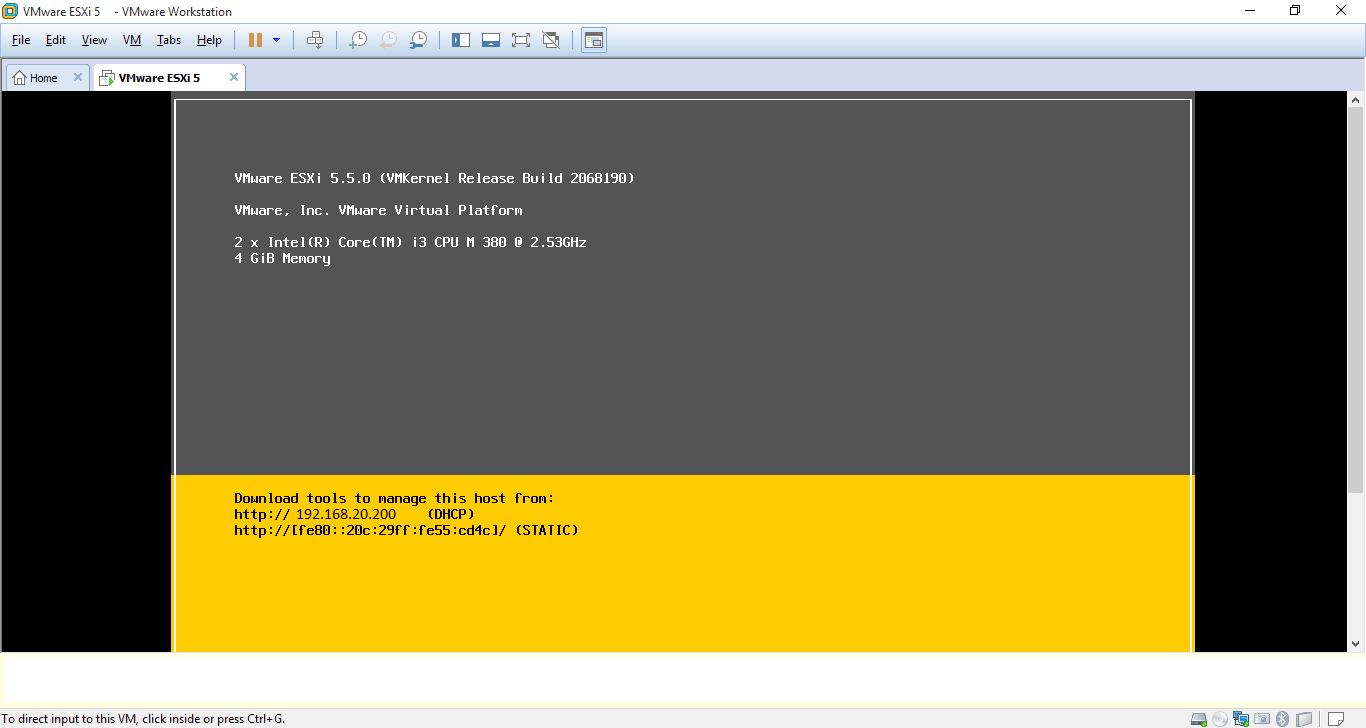 VMware ESXi 5 - VMware Workstation
File Edit View VM Tabs Help
Home VMware ESXi 5
VMware ESXi 5.5.0 (VMKernel Release Build 2068190)
VMware, Inc. VMware Virtual Platform
2 x Intel(R) Core(TM) i3 CPU M 380 @ 2.53GHz
4 GiB Memory
Download tools to manage this host from:
http:// 192.168.20.200 (DHCP)
http://[fe80::20c:29ff:fe55:cd4c]/ (STATIC)
To direct input to this VM, click inside or press Ctrl+G.